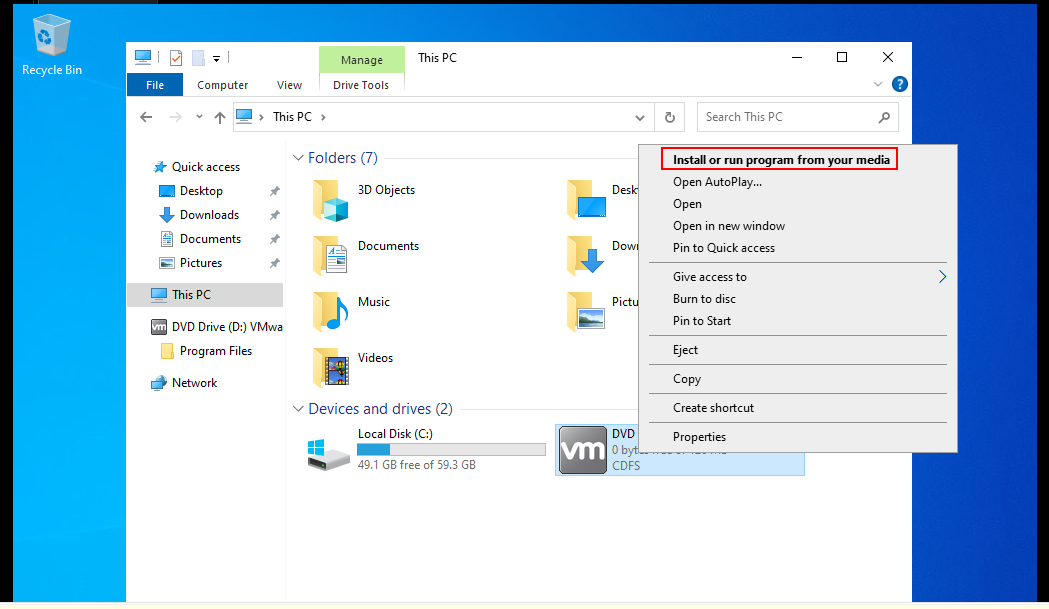 Recycle Bin
Manage
This PC
File
Computer
View
Drive Tools
This PC
Search This PC
Quick access
Desktop
Downloads
Documents
Pictures
This PC
DVD Drive (D:) VMwa
Program Files
Network
Folders (7)
3D Objects
Desk
Documents
Down
Music
Pictu
Videos
Devices and drives (2)
Local Disk (C:)
49.1 GB free of 59.3 GB
vm
DVD
0 byt
CDFS
Install or run program from your media
Open AutoPlay...
Open
Open in new window
Pin to Quick access
Give access to
Burn to disc
Pin to Start
Eject
Copy
Create shortcut
Properties